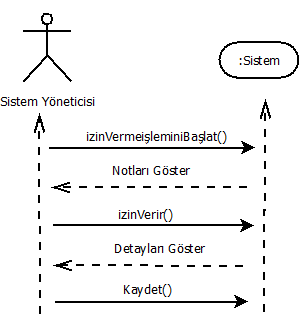 :Sistem
Sistem Yöneticisi
izinVermeişleminiBaşlat()
Notları Göster
izinVerir()
Detayları Göster
Kaydet()